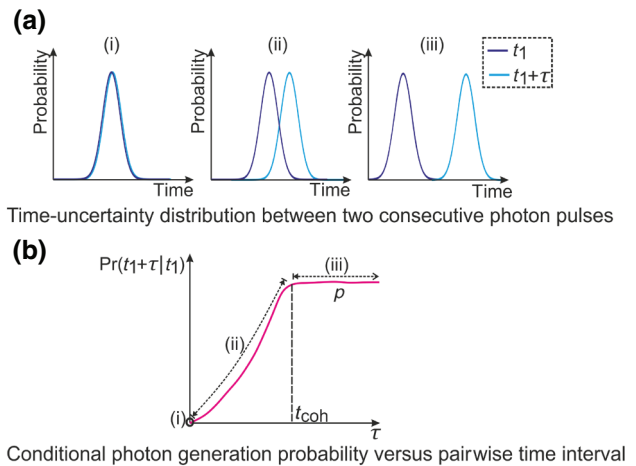 (a)
(i)
(ii)
(iii)
t1
t1+τ
Probability
Probability
Probability
Time
Time
Time
Time-uncertainty distribution between two consecutive photon pulses
(b)
Pr(t1+τ|t1)
(iii)
p
(ii)
(i)
tcoh
τ
Conditional photon generation probability versus pairwise time interval